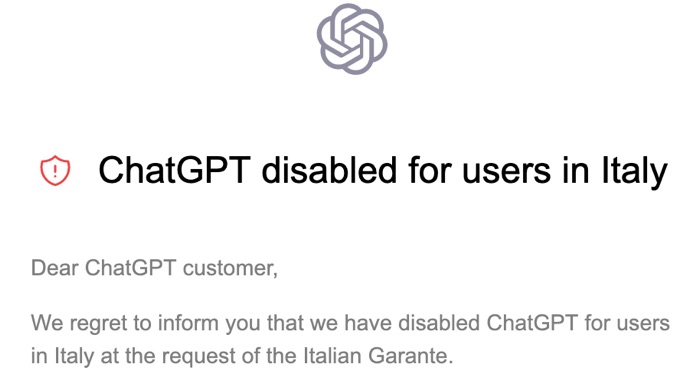 ChatGPT disabled for users in Italy
Dear ChatGPT customer,
We regret to inform you that we have disabled ChatGPT for users
in Italy at the request of the Italian Garante.